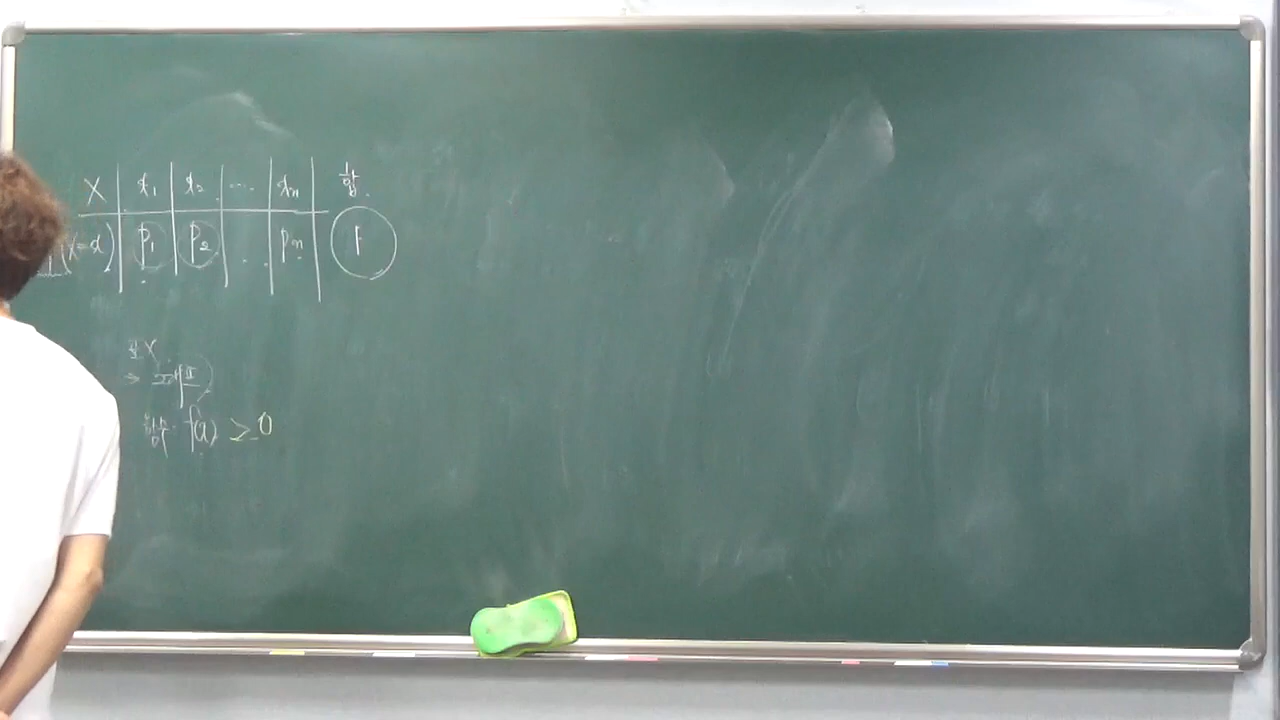 X x₁ x₂ ... xₙ 합
P(X=x) p₁ p₂ . . pₙ 1
X
⇒
f(x) ≥ 0